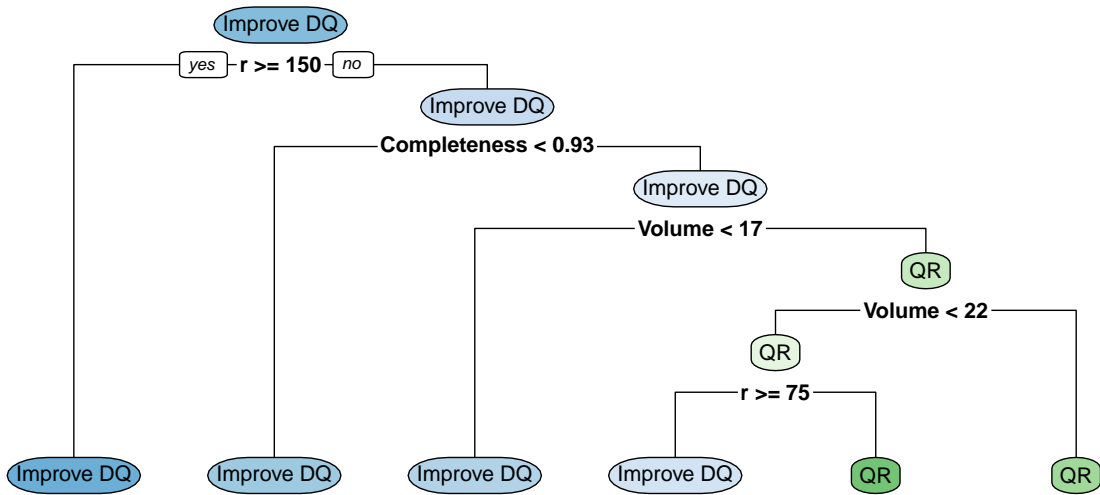 Improve DQ
yes r >= 150 no
Improve DQ
Completeness < 0.93
Improve DQ
Volume < 17
QR
Volume < 22
QR
r >= 75
Improve DQ Improve DQ Improve DQ Improve DQ QR QR